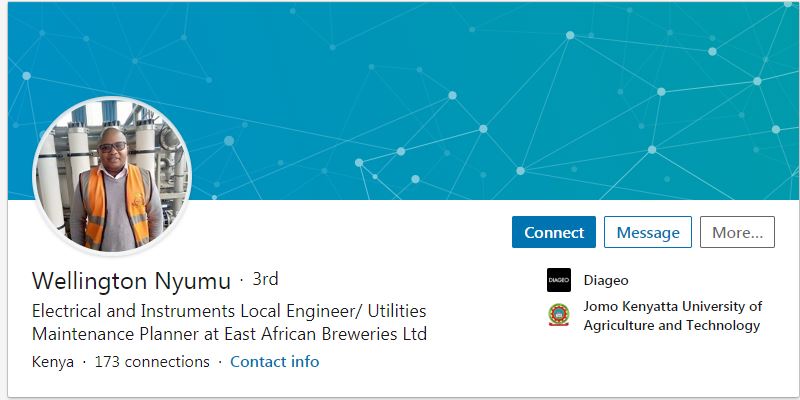 Connect
Message
More...
Wellington Nyumu · 3rd
Electrical and Instruments Local Engineer/ Utilities
Maintenance Planner at East African Breweries Ltd
Kenya · 173 connections · Contact info
DIAGEO
Diageo
Jomo Kenyatta University of
Agriculture and Technology